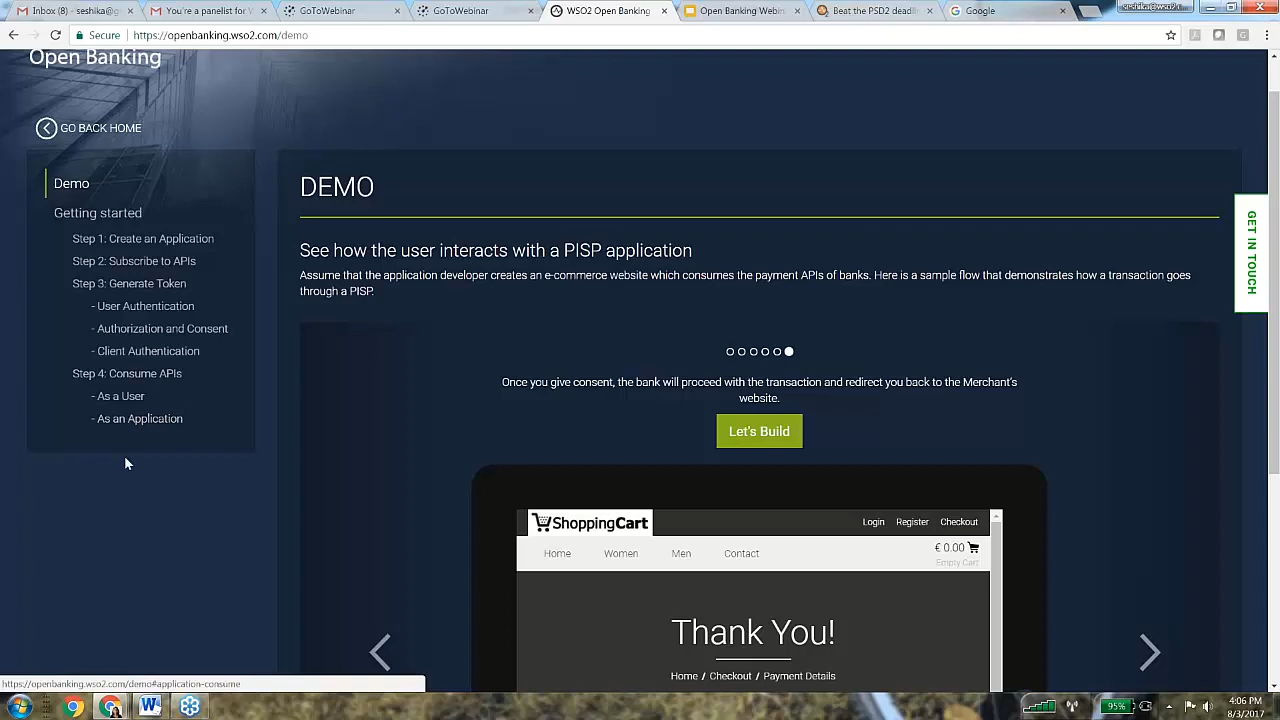 Inbox (8) - seshika@w
You're a panelist for W
GoToWebinar
GoToWebinar
WSO2 Open Banking
Open Banking Webin
Beat the PSD2 deadl
Google
seshika@wso2
Secure https://openbanking.wso2.com/demo
Open Banking
GO BACK HOME
Demo
Getting started
Step 1: Create an Application
Step 2: Subscribe to APIs
Step 3: Generate Token
- User Authentication
- Authorization and Consent
- Client Authentication
Step 4: Consume APIs
- As a User
- As an Application
DEMO
See how the user interacts with a PISP application
Assume that the application developer creates an e-commerce website which consumes the payment APIs of banks. Here is a sample flow that demonstrates how a transaction goes
through a PISP.
Once you give consent, the bank will proceed with the transaction and redirect you back to the Merchant's
website.
Let's Build
ShoppingCart
Login Register Checkout
Home Women Men Contact
€ 0.00
Empty Cart
Thank You!
Home / Checkout / Payment Details
GET IN TOUCH
https://openbanking.wso2.com/demo#application-consume
95%
4:06 PM
8/3/2017